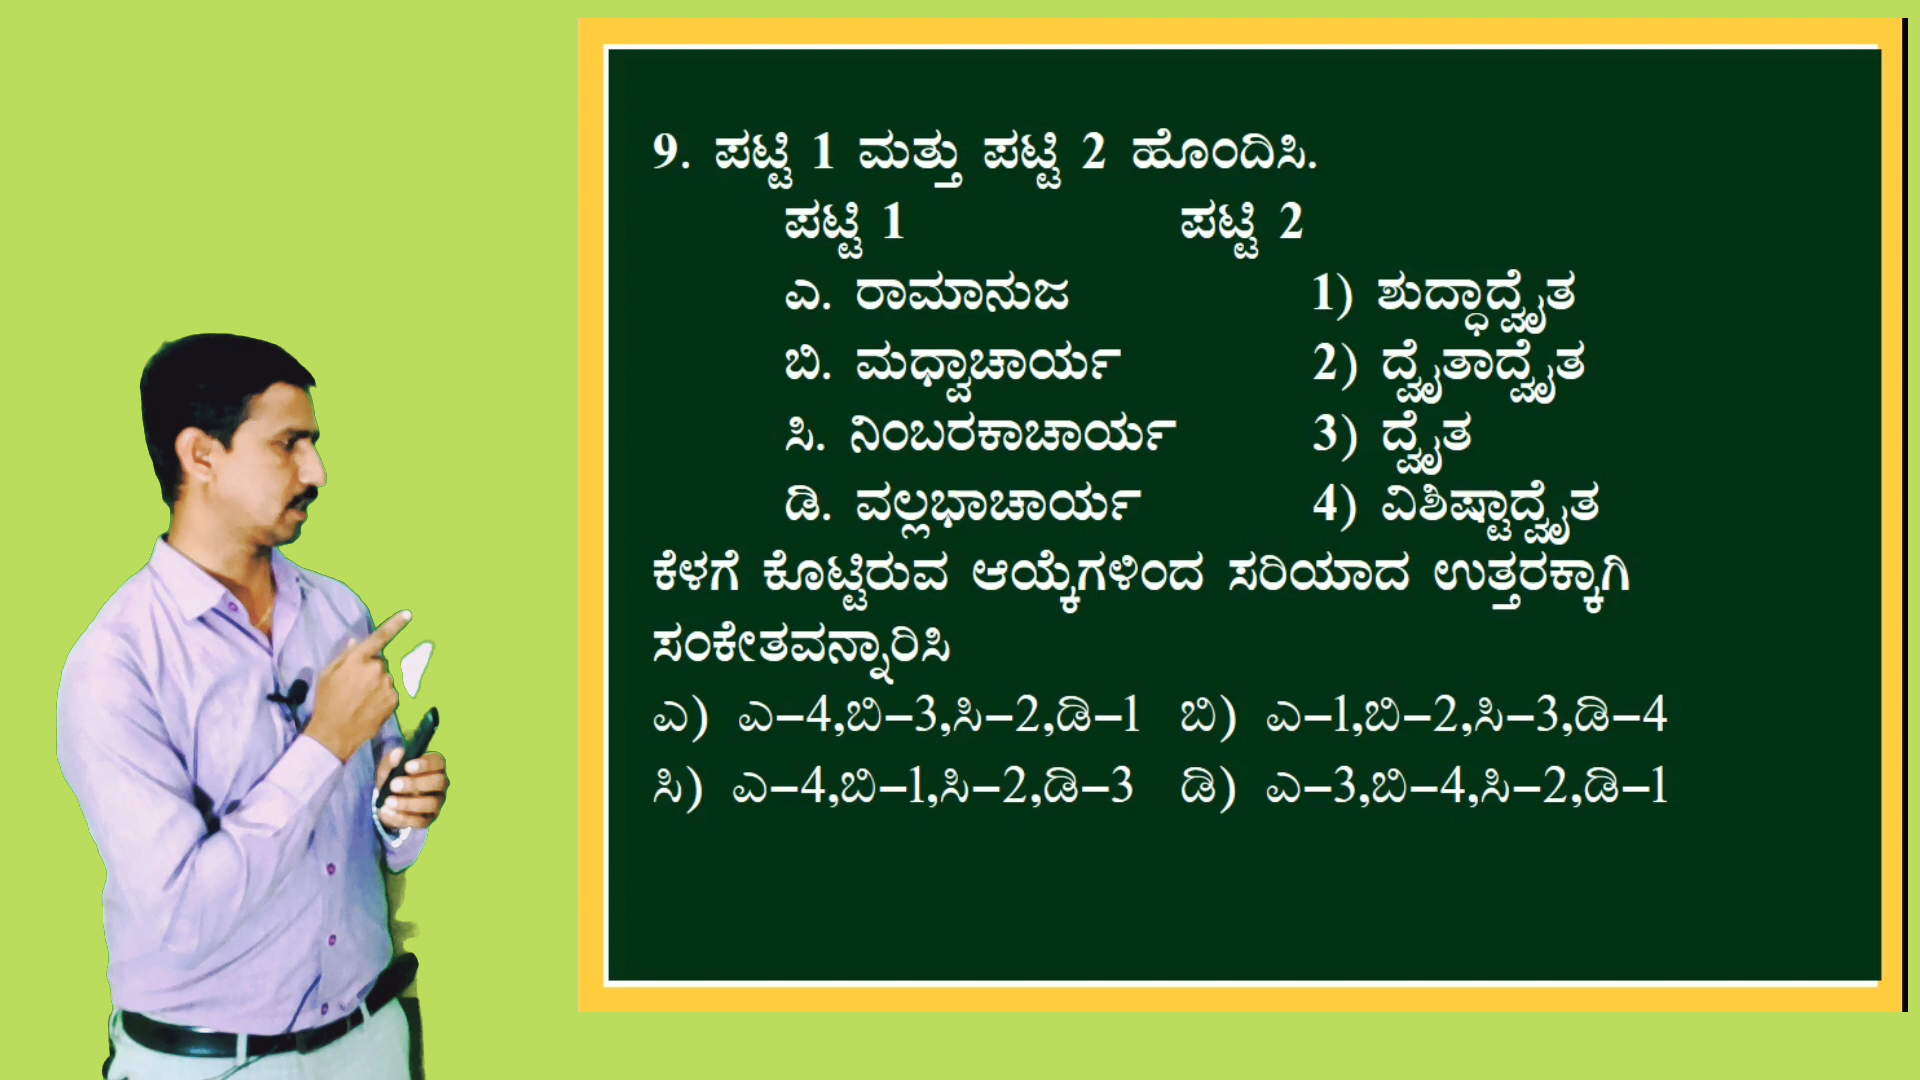 9. ಪಟ್ಟಿ 1 ಮತ್ತು ಪಟ್ಟಿ 2 ಹೊಂದಿಸಿ.
ಪಟ್ಟಿ 1 ಪಟ್ಟಿ 2
ಎ. ರಾಮಾನುಜ 1) ಶುದ್ಧಾದ್ವೈತ
ಬಿ. ಮಧ್ವಾಚಾರ್ಯ 2) ದ್ವೈತಾದ್ವೈತ
ಸಿ. ನಿಂಬರಕಾಚಾರ್ಯ 3) ದ್ವೈತ
ಡಿ. ವಲ್ಲಭಾಚಾರ್ಯ 4) ವಿಶಿಷ್ಟಾದ್ವೈತ
ಕೆಳಗೆ ಕೊಟ್ಟಿರುವ ಆಯ್ಕೆಗಳಿಂದ ಸರಿಯಾದ ಉತ್ತರಕ್ಕಾಗಿ
ಸಂಕೇತವನ್ನಾರಿಸಿ
ಎ) ಎ–4,ಬಿ–3,ಸಿ–2,ಡಿ–1 ಬಿ) ಎ–1,ಬಿ–2,ಸಿ–3,ಡಿ–4
ಸಿ) ಎ–4,ಬಿ–1,ಸಿ–2,ಡಿ–3 ಡಿ) ಎ–3,ಬಿ–4,ಸಿ–2,ಡಿ–1